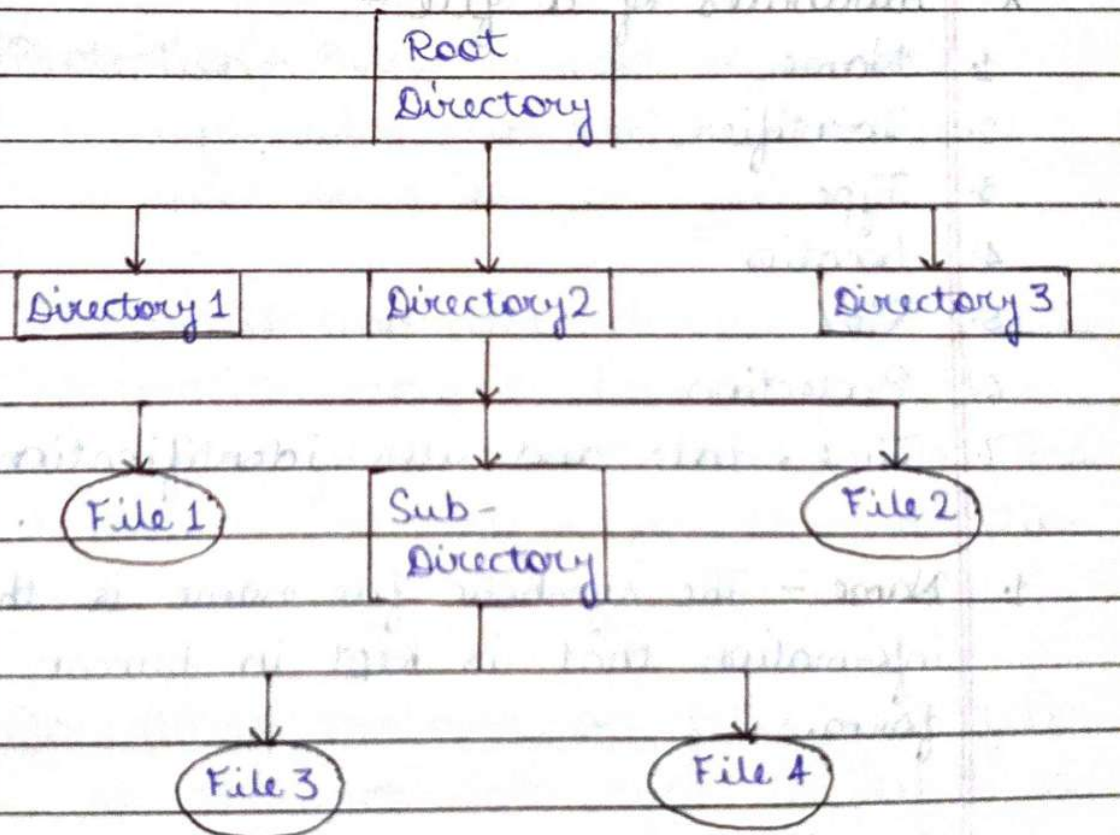 Root
Directory
Directory 1
Directory 2
Directory 3
File 1
Sub-
Directory
File 2
File 3
File 4